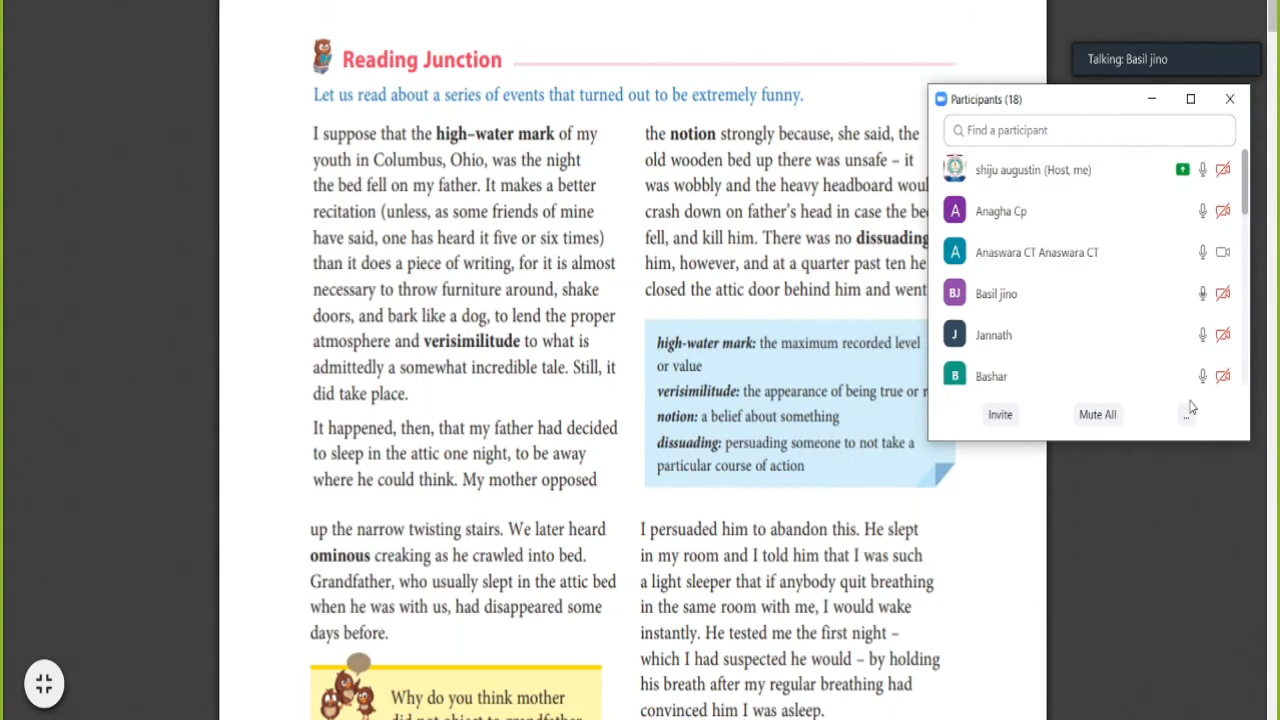 Reading Junction
Let us read about a series of events that turned out to be extremely funny.
I suppose that the high-water mark of my
youth in Columbus, Ohio, was the night
the bed fell on my father. It makes a better
recitation (unless, as some friends of mine
have said, one has heard it five or six times)
than it does a piece of writing, for it is almost
necessary to throw furniture around, shake
doors, and bark like a dog, to lend the proper
atmosphere and verisimilitude to what is
admittedly a somewhat incredible tale. Still, it
did take place.
It happened, then, that my father had decided
to sleep in the attic one night, to be away
where he could think. My mother opposed
the notion strongly because, she said, the
old wooden bed up there was unsafe – it
was wobbly and the heavy headboard woul
crash down on father's head in case the be
fell, and kill him. There was no dissuading
him, however, and at a quarter past ten he
closed the attic door behind him and went
high-water mark: the maximum recorded level
or value
verisimilitude: the appearance of being true or
notion: a belief about something
dissuading: persuading someone to not take a
particular course of action
up the narrow twisting stairs. We later heard
ominous creaking as he crawled into bed.
Grandfather, who usually slept in the attic bed
when he was with us, had disappeared some
days before.
Why do you think mother
did not object to grandfather
I persuaded him to abandon this. He slept
in my room and I told him that I was such
a light sleeper that if anybody quit breathing
in the same room with me, I would wake
instantly. He tested me the first night –
which I had suspected he would – by holding
his breath after my regular breathing had
convinced him I was asleep.
Talking: Basil jino
Participants (18)
Find a participant
shiju augustin (Host, me)
A Anagha Cp
A Anaswara CT Anaswara CT
BJ Basil jino
J Jannath
B Bashar
Invite Mute All ...